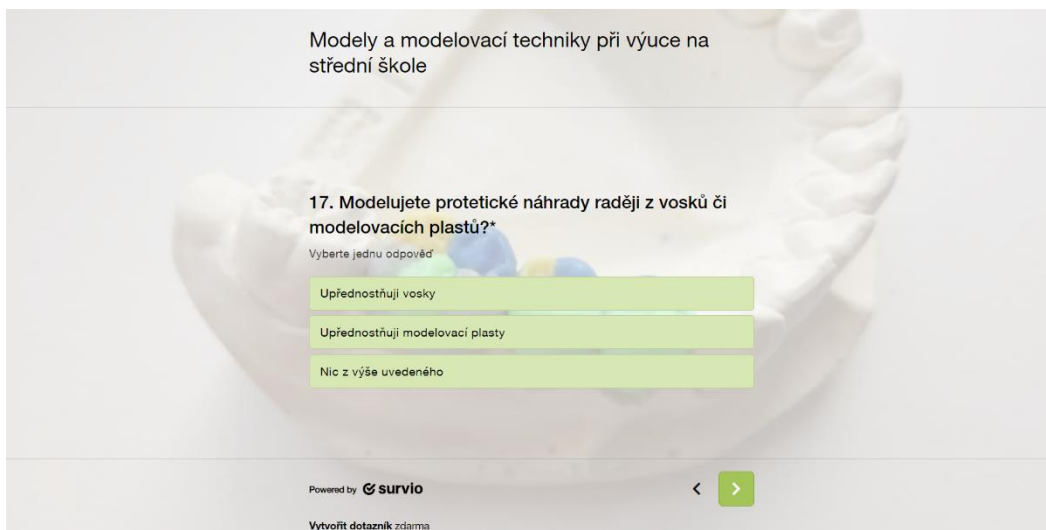 Modely a modelovací techniky při výuce na
střední škole
17. Modelujete protetické náhrady raději z vosků či
modelovacích plastů?*
Vyberte jednu odpověď
Upřednostňuji vosky
Upřednostňuji modelovací plasty
Nic z výše uvedeného
Powered by survio
Vytvořit dotazník zdarma